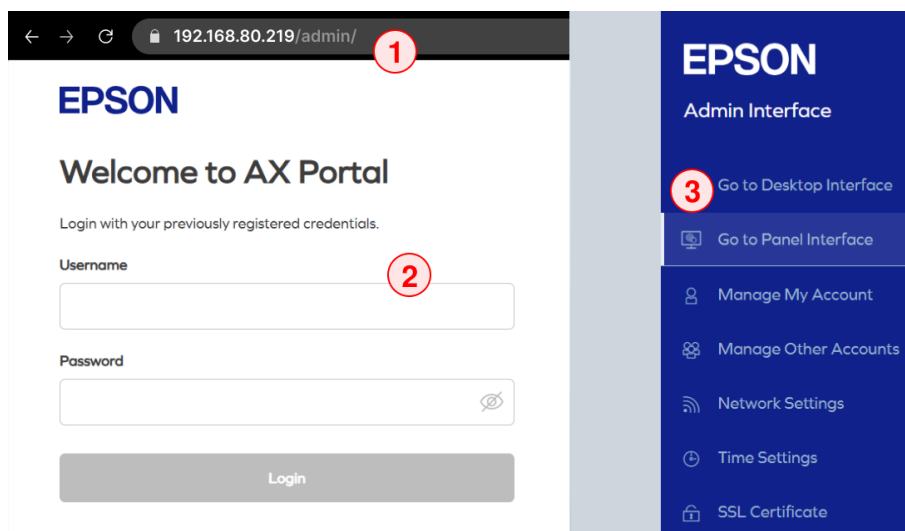 192.168.80.219/admin/
1
EPSON
Welcome to AX Portal
Login with your previously registered credentials.
Username
2
Password
Login
EPSON
Admin Interface
3
Go to Desktop Interface
Go to Panel Interface
Manage My Account
Manage Other Accounts
Network Settings
Time Settings
SSL Certificate